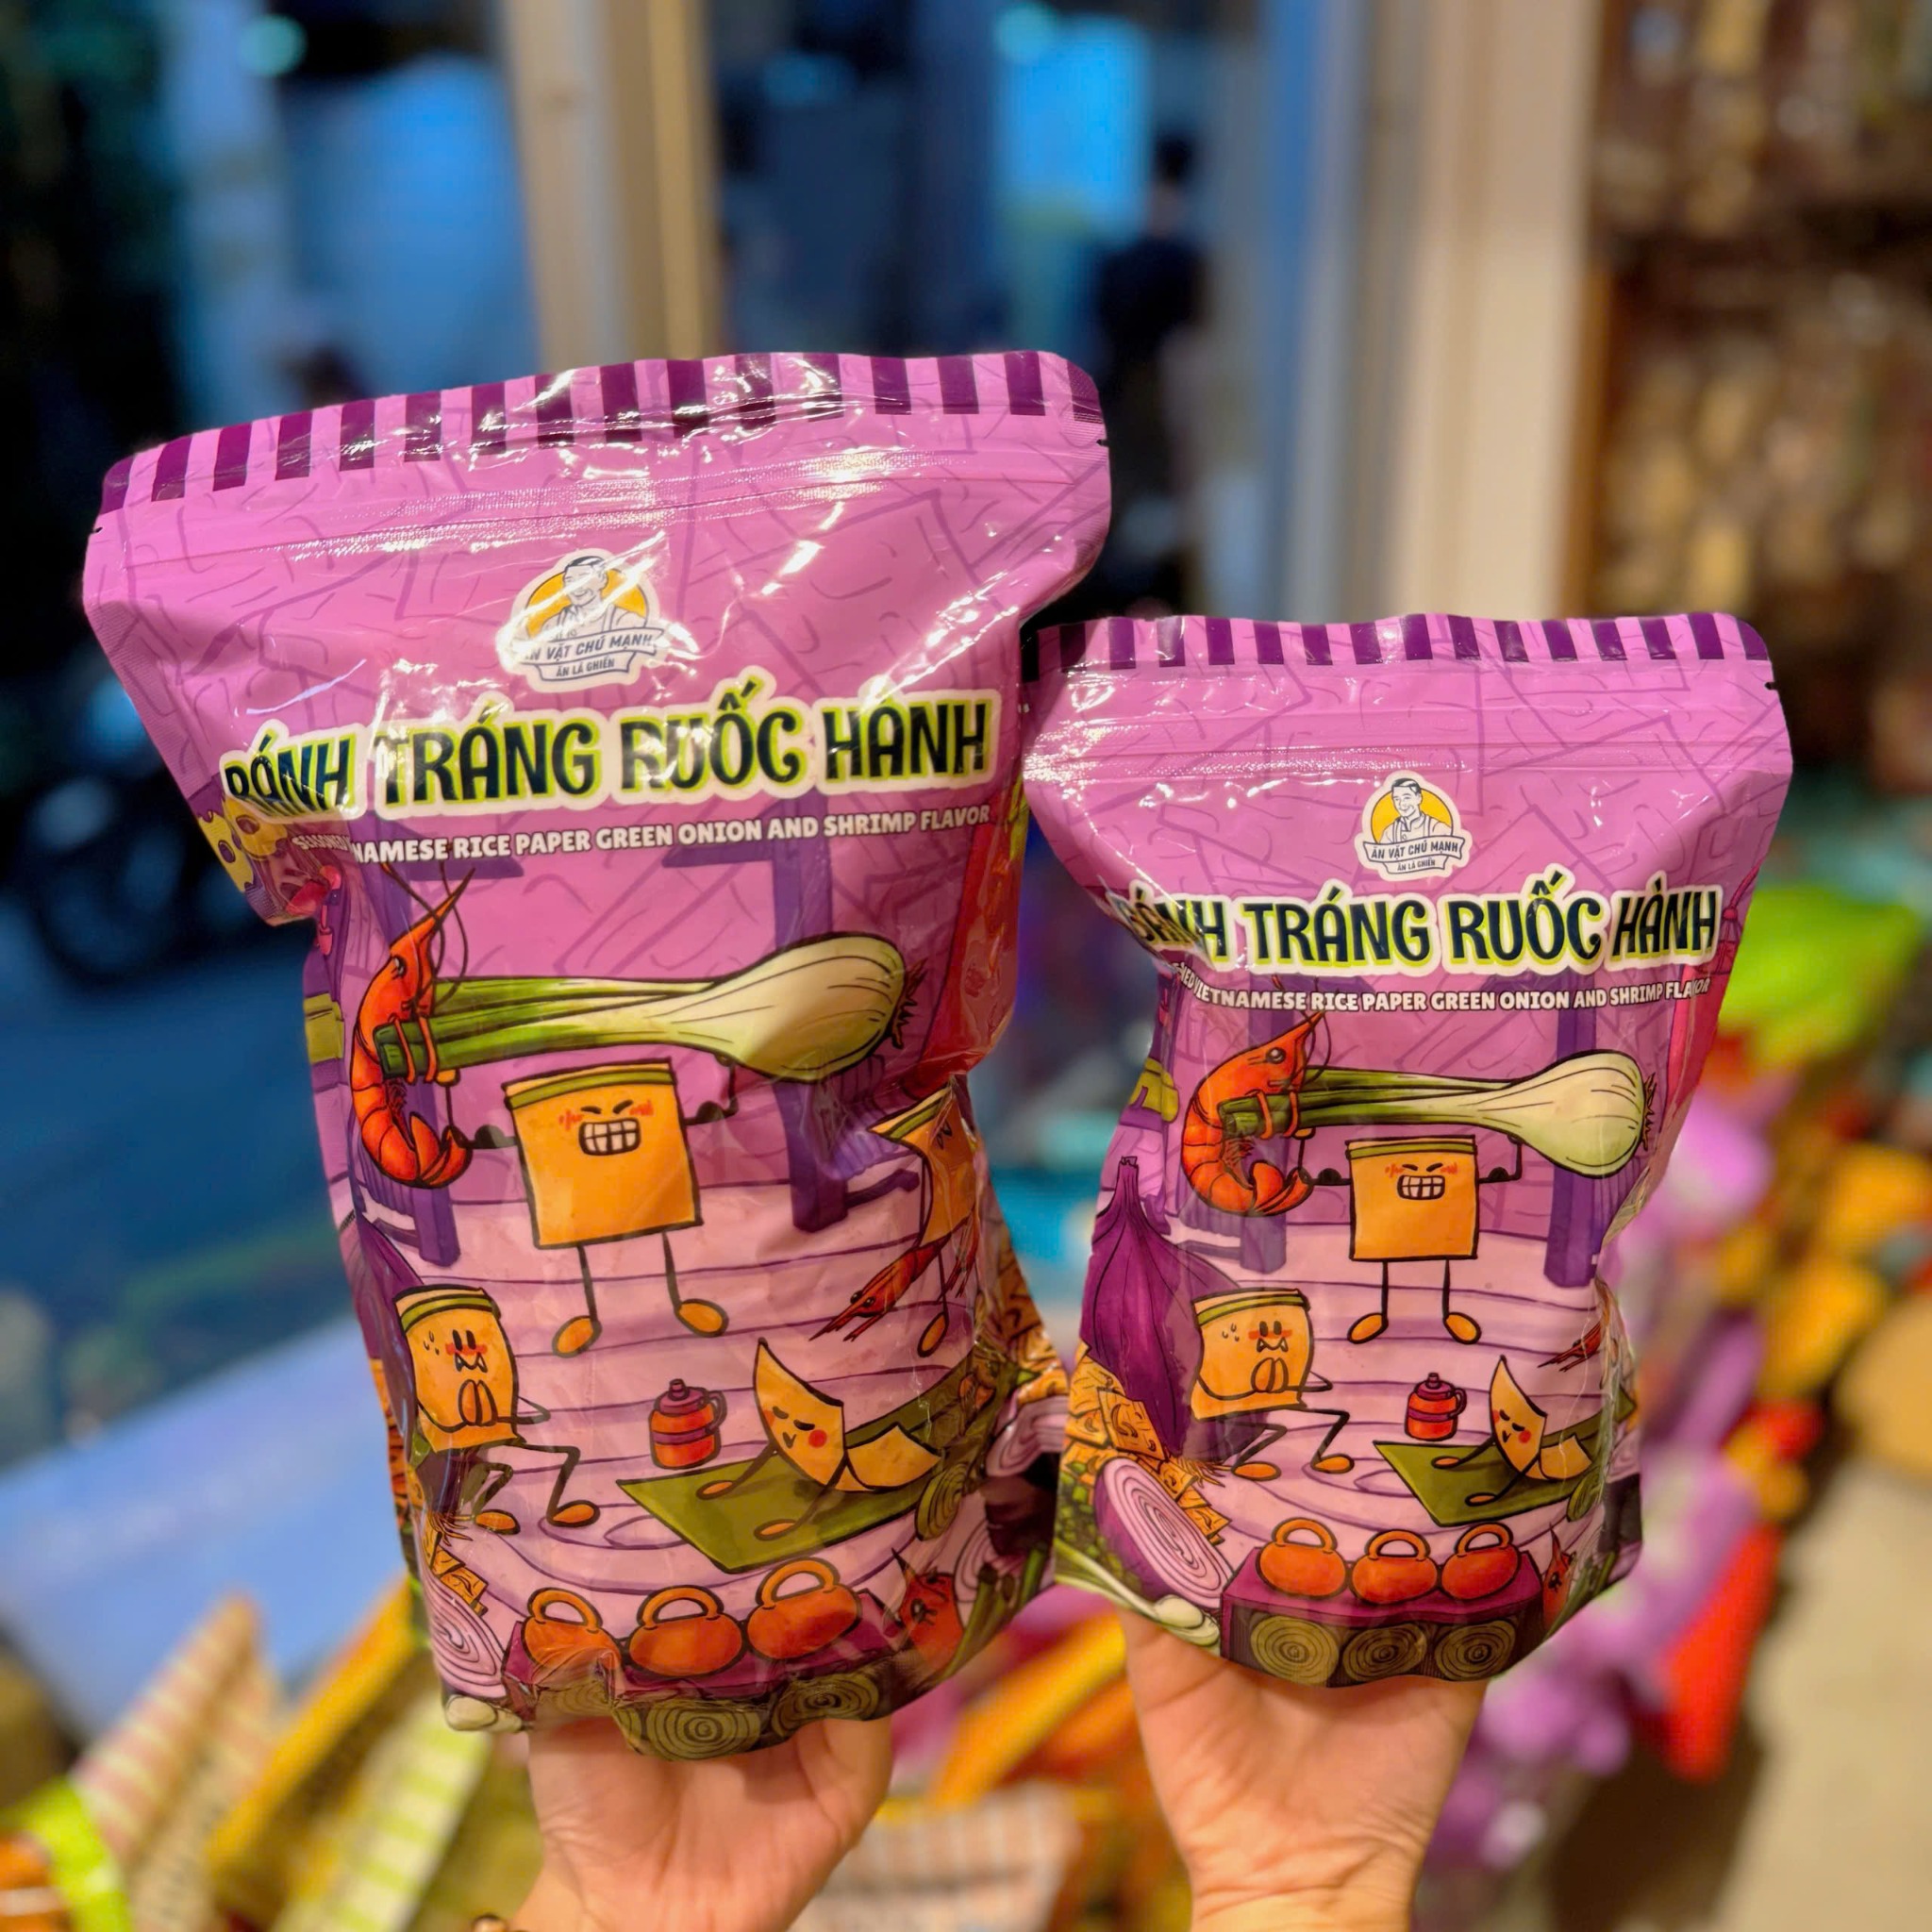 ĂN VẶT CHÚ MẠNH
ĂN LÀ GHIỀN
BÁNH TRÁNG RUỐC HÀNH
SEASONED VIETNAMESE RICE PAPER GREEN ONION AND SHRIMP FLAVOR
ĂN VẶT CHÚ MẠNH
ĂN LÀ GHIỀN
BÁNH TRÁNG RUỐC HÀNH
VIETNAMESE RICE PAPER GREEN ONION AND SHRIMP FLAVOR